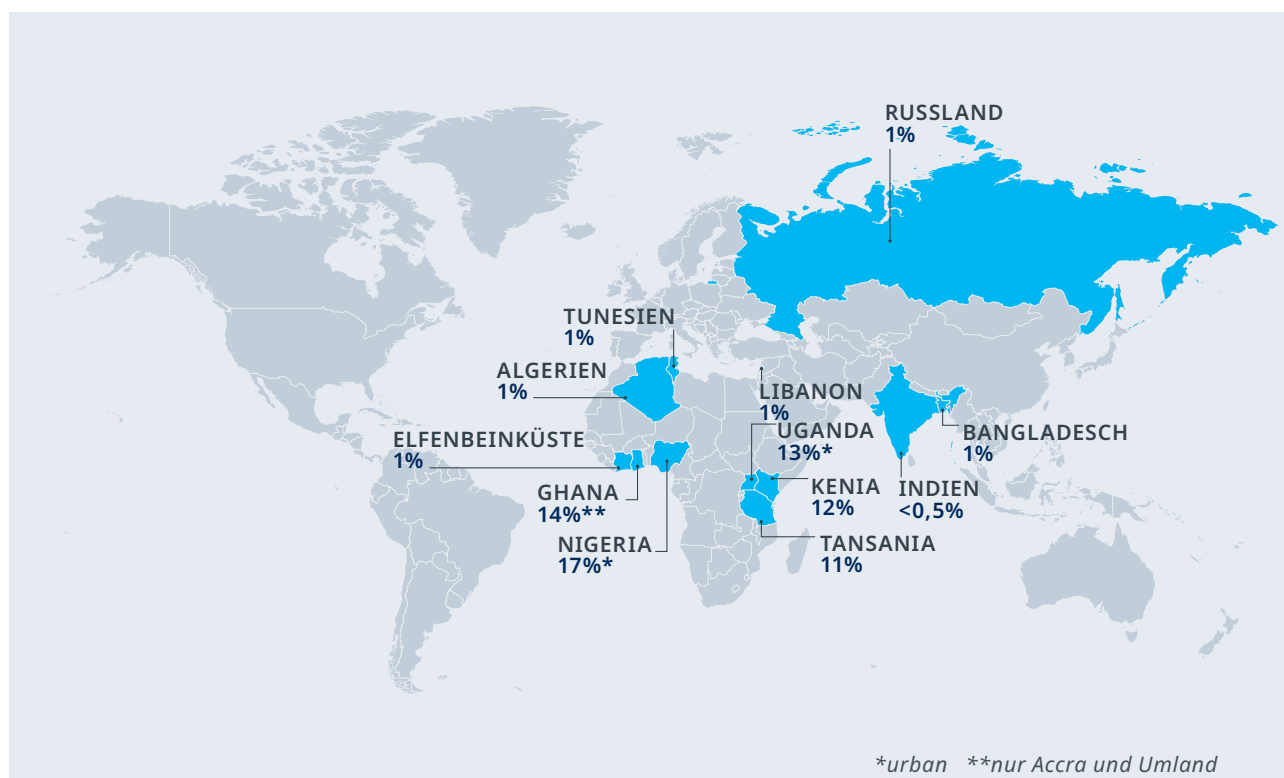 RUSSLAND
1%
TUNESIEN
1%
ALGERIEN
1%
LIBANON
1%
ELFENBEINKÜSTE
1%
UGANDA
13%*
BANGLADESCH
1%
GHANA
14%**
KENIA
12%
INDIEN
<0,5%
NIGERIA
17%*
TANSANIA
11%
*urban **nur Accra und Umland